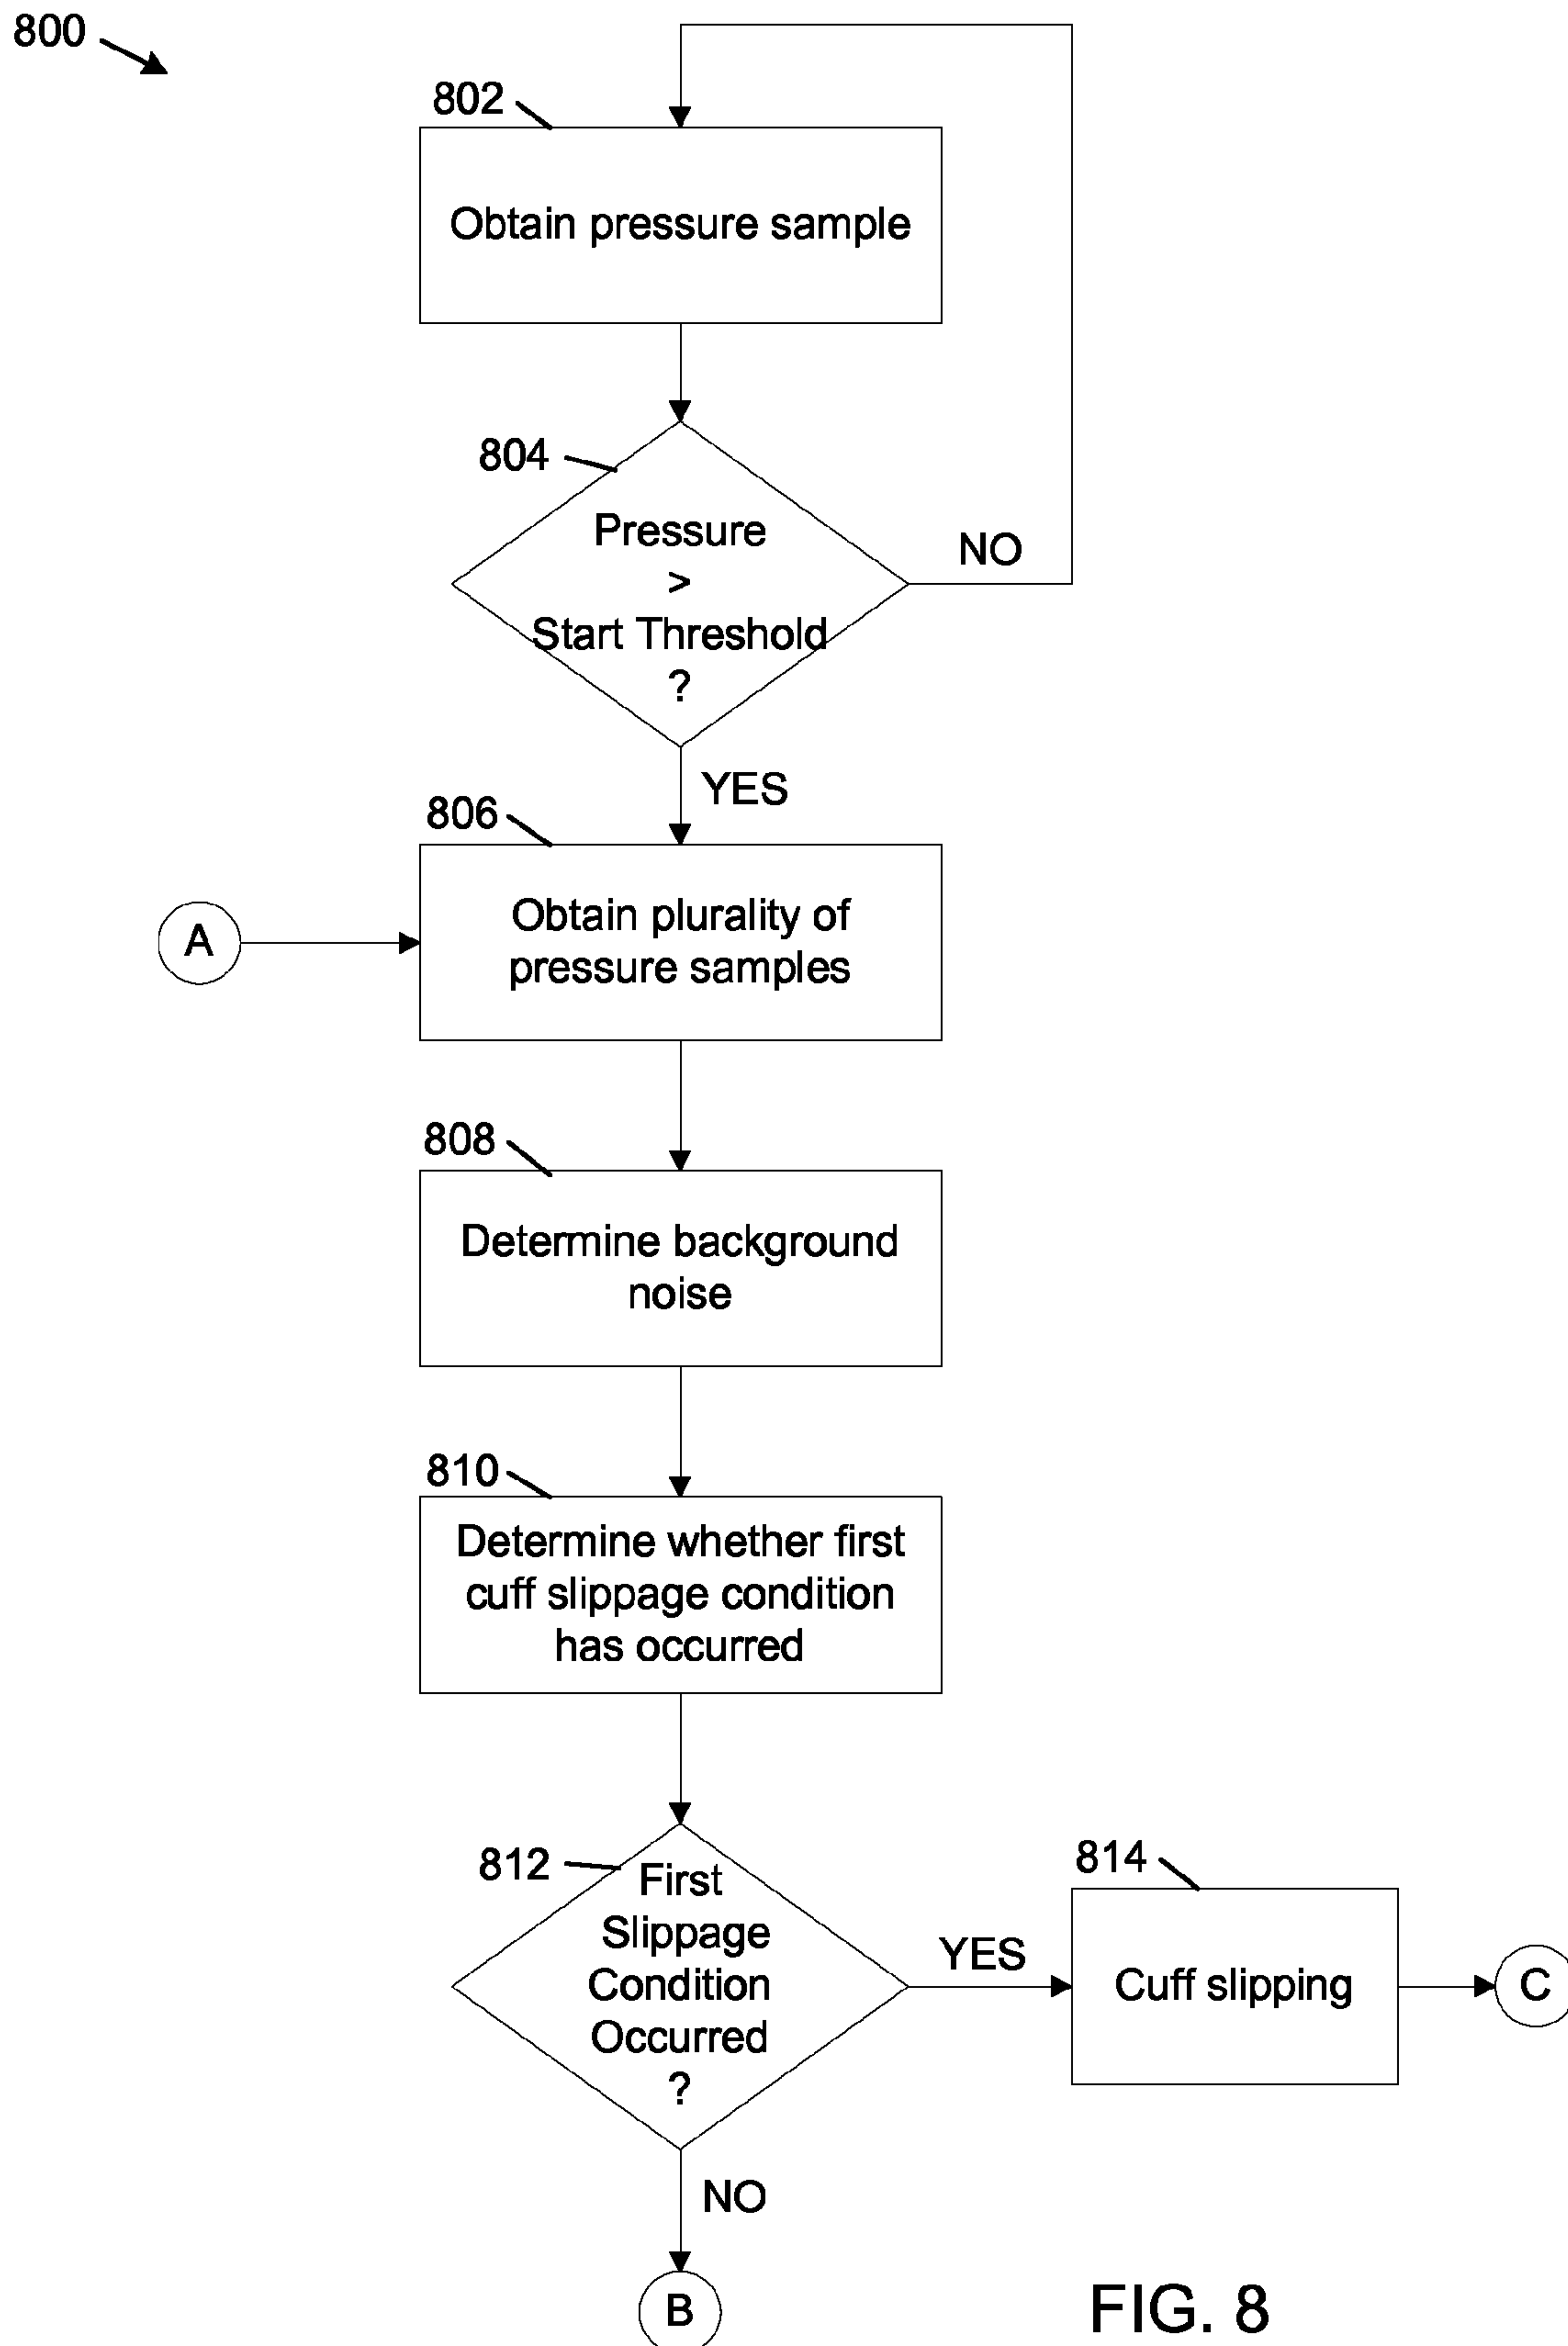 800
802
Obtain pressure sample
804
Pressure
>
Start Threshold
?
NO
YES
806
A
Obtain plurality of
pressure samples
808
Determine background
noise
810
Determine whether first
cuff slippage condition
has occurred
812
First
Slippage
Condition
Occurred
?
YES
814
Cuff slipping
C
NO
B
FIG. 8